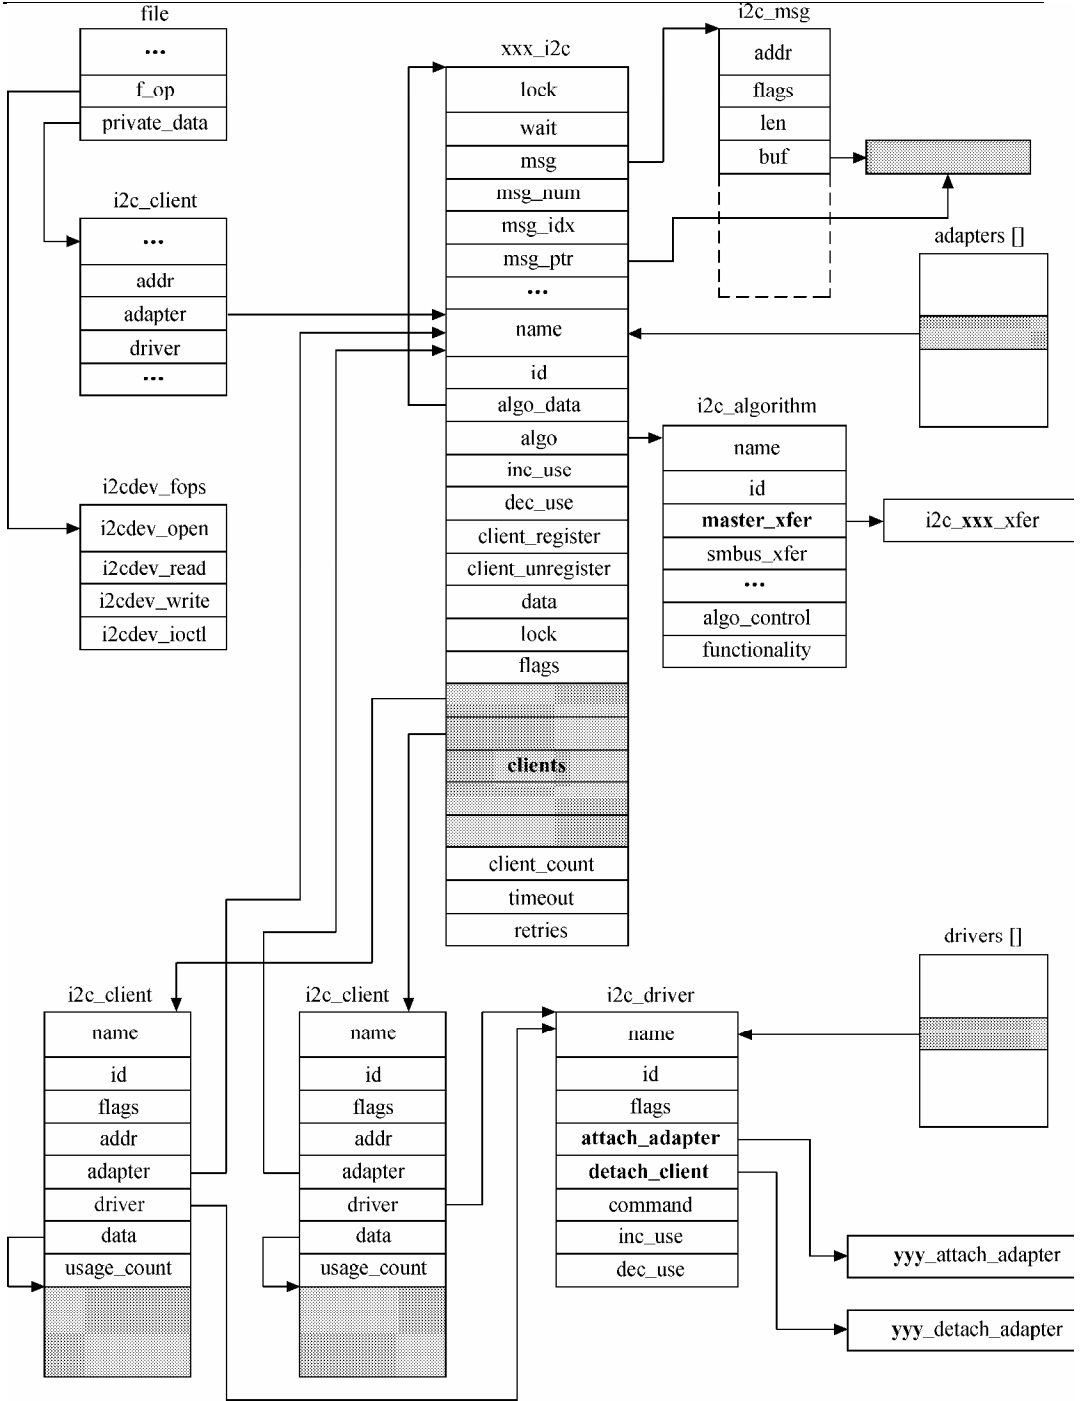 file
...
f_op
private_data
i2c_client
...
addr
adapter
driver
...
i2cdev_fops
i2cdev_open
i2cdev_read
i2cdev_write
i2cdev_ioctl
xxx_i2c
lock
wait
msg
msg_num
msg_idx
msg_ptr
...
name
id
algo_data
algo
inc_use
dec_use
client_register
client_unregister
data
lock
flags
clients
client_count
timeout
retries
i2c_msg
addr
flags
len
buf
adapters []
i2c_algorithm
name
id
master_xfer
smbus_xfer
...
algo_control
functionality
i2c_xxx_xfer
i2c_client
name
id
flags
addr
adapter
driver
data
usage_count
i2c_client
name
id
flags
addr
adapter
driver
data
usage_count
i2c_driver
name
id
flags
attach_adapter
detach_client
command
inc_use
dec_use
drivers []
yyy_attach_adapter
yyy_detach_adapter